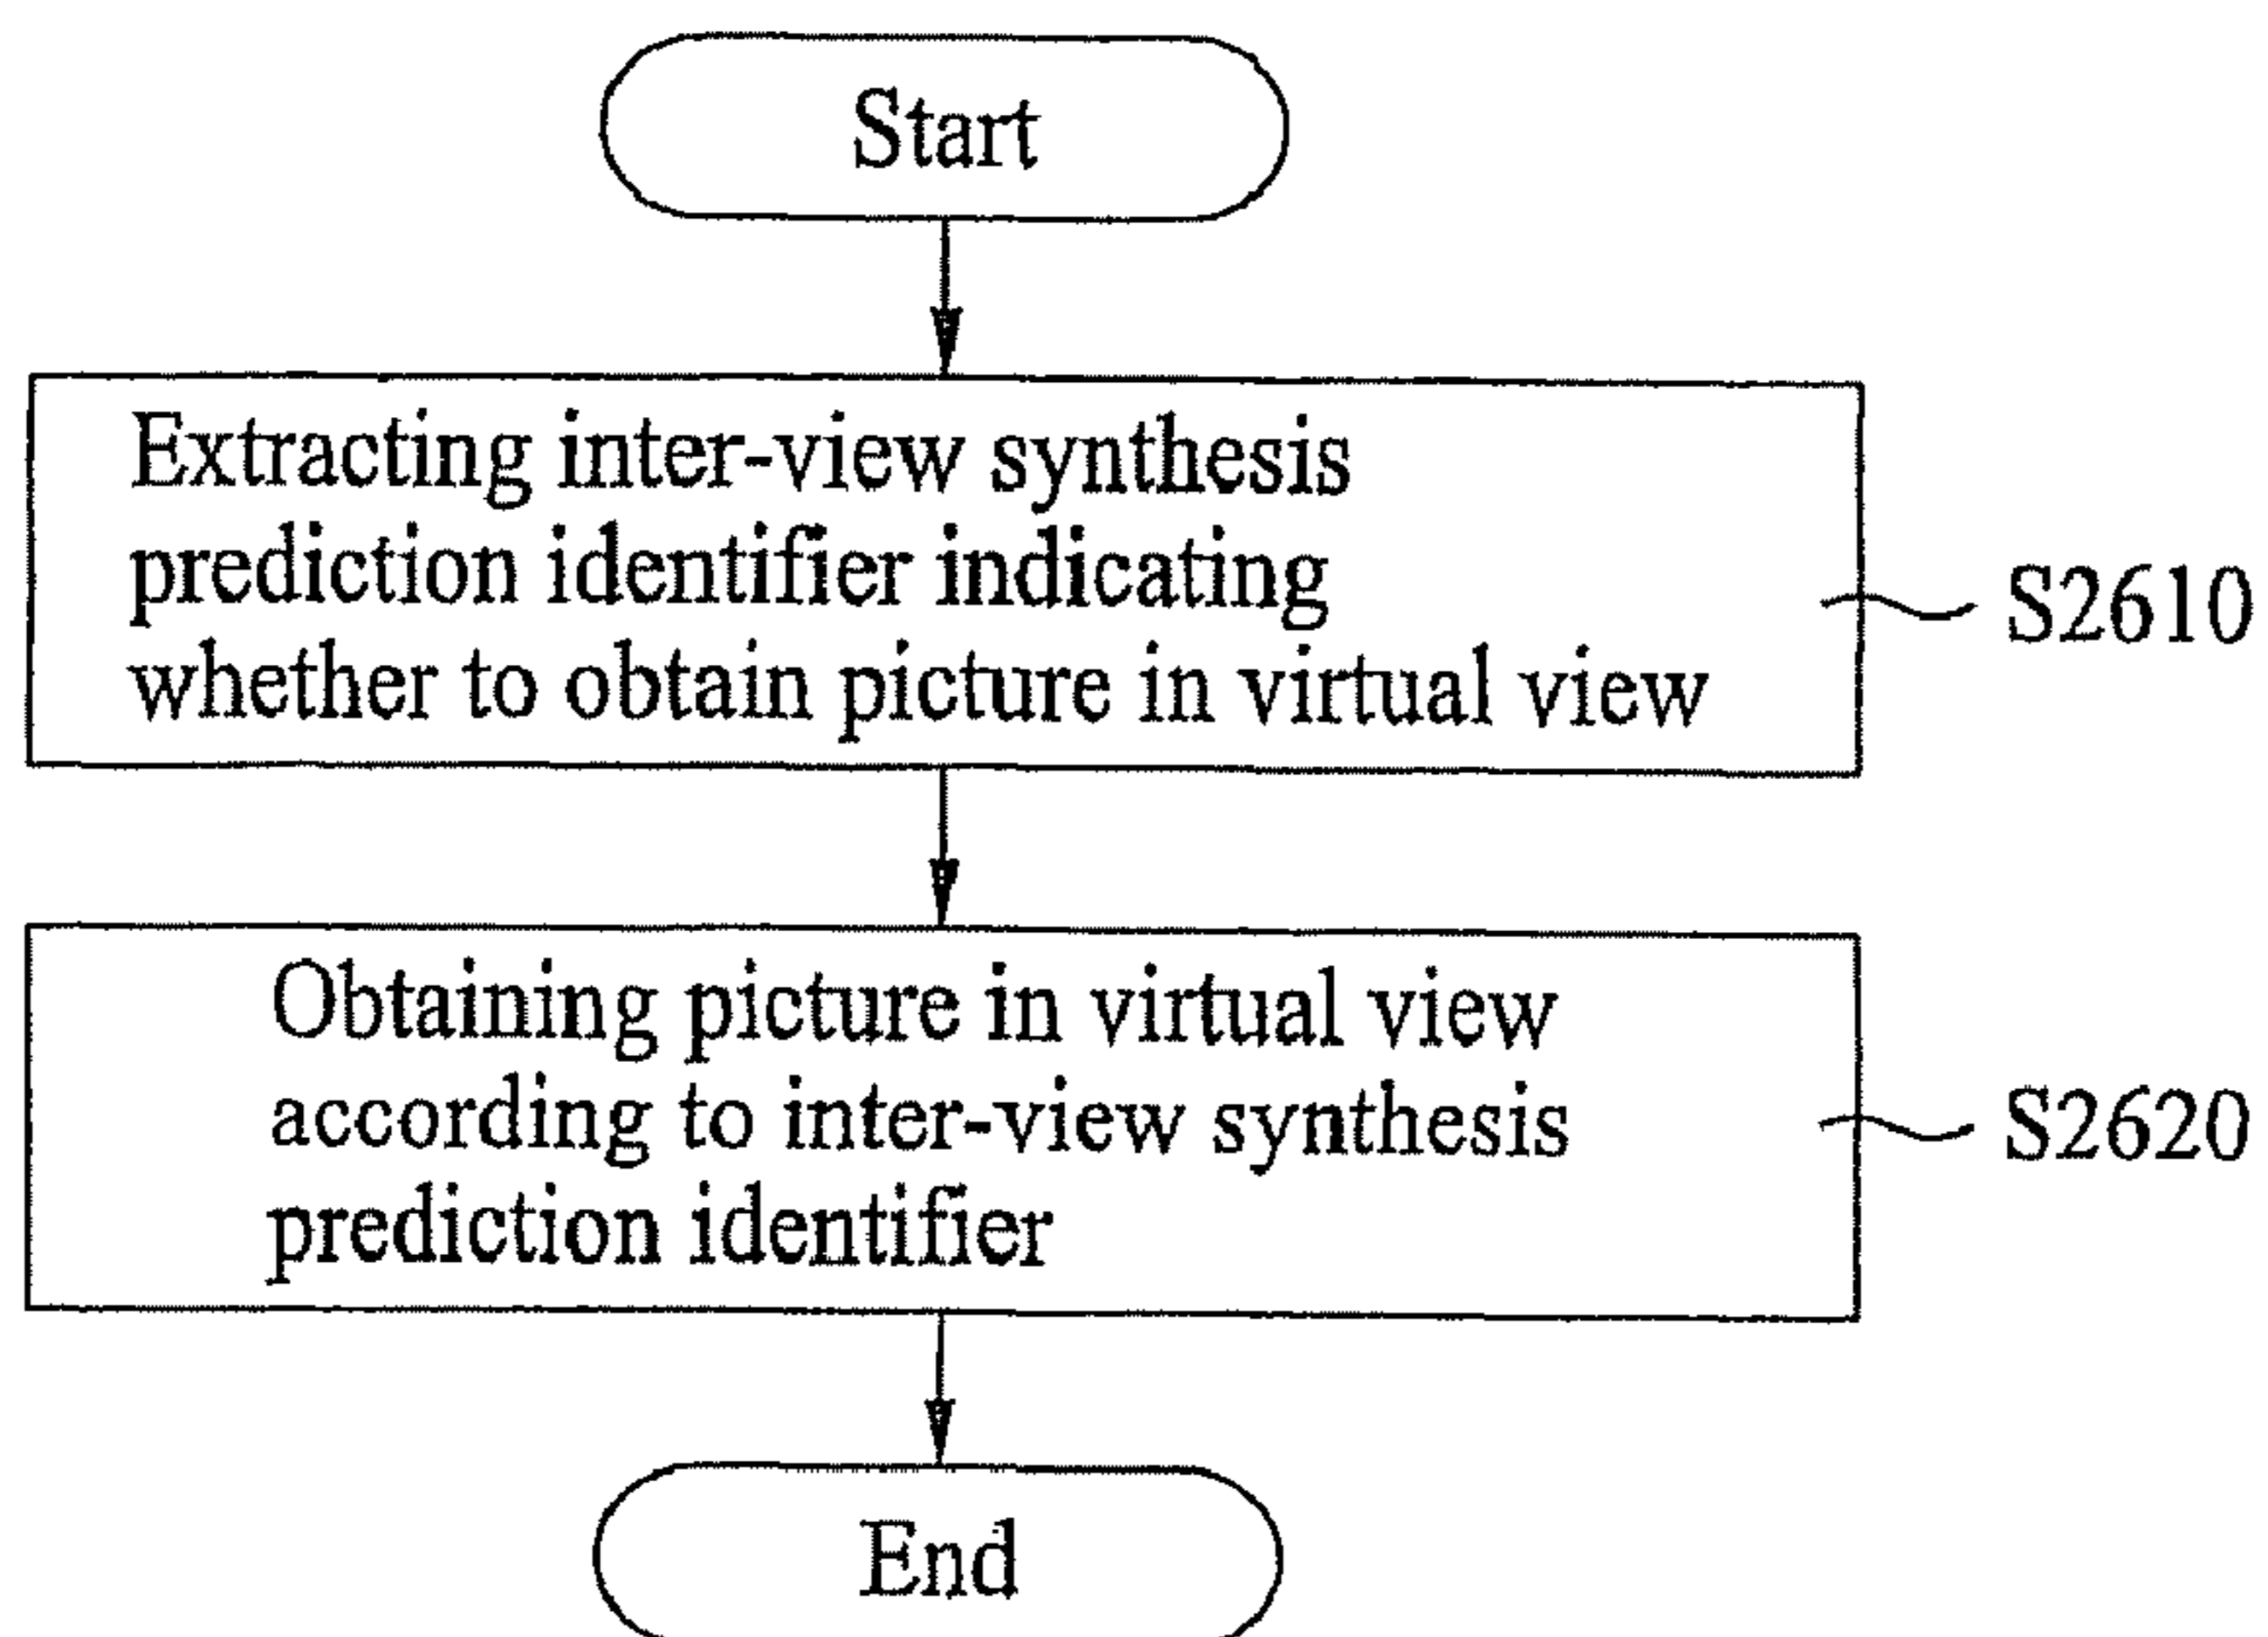 Start
Extracting inter-view synthesis
prediction identifier indicating
whether to obtain picture in virtual view
S2610
Obtaining picture in virtual view
according to inter-view synthesis
prediction identifier
S2620
End